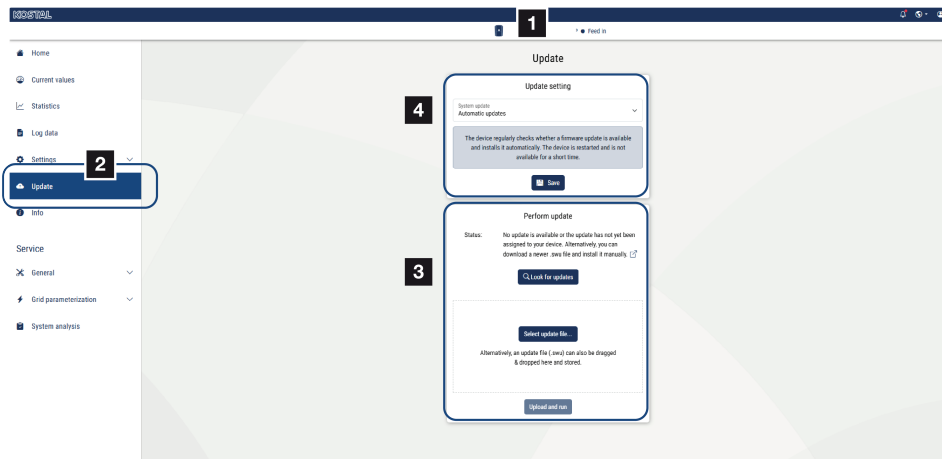 KOSTAL
1
Feed In
Home
Current values
Statistics
Log data
Settings
2
Update
Info
Service
General
Grid parameterization
System analysis
Update
4
Update setting
System update
Automatic updates
The device regularly checks whether a firmware update is available
and installs it automatically. The device is restarted and is not
available for a short time.
Save
3
Perform update
Status: No update is available or the update has not yet been
assigned to your device. Alternatively, you can
download a newer .swu file and install it manually.
Look for updates
Select update file...
Alternatively, an update file (.swu) can also be dragged
& dropped here and stored.
Upload and run